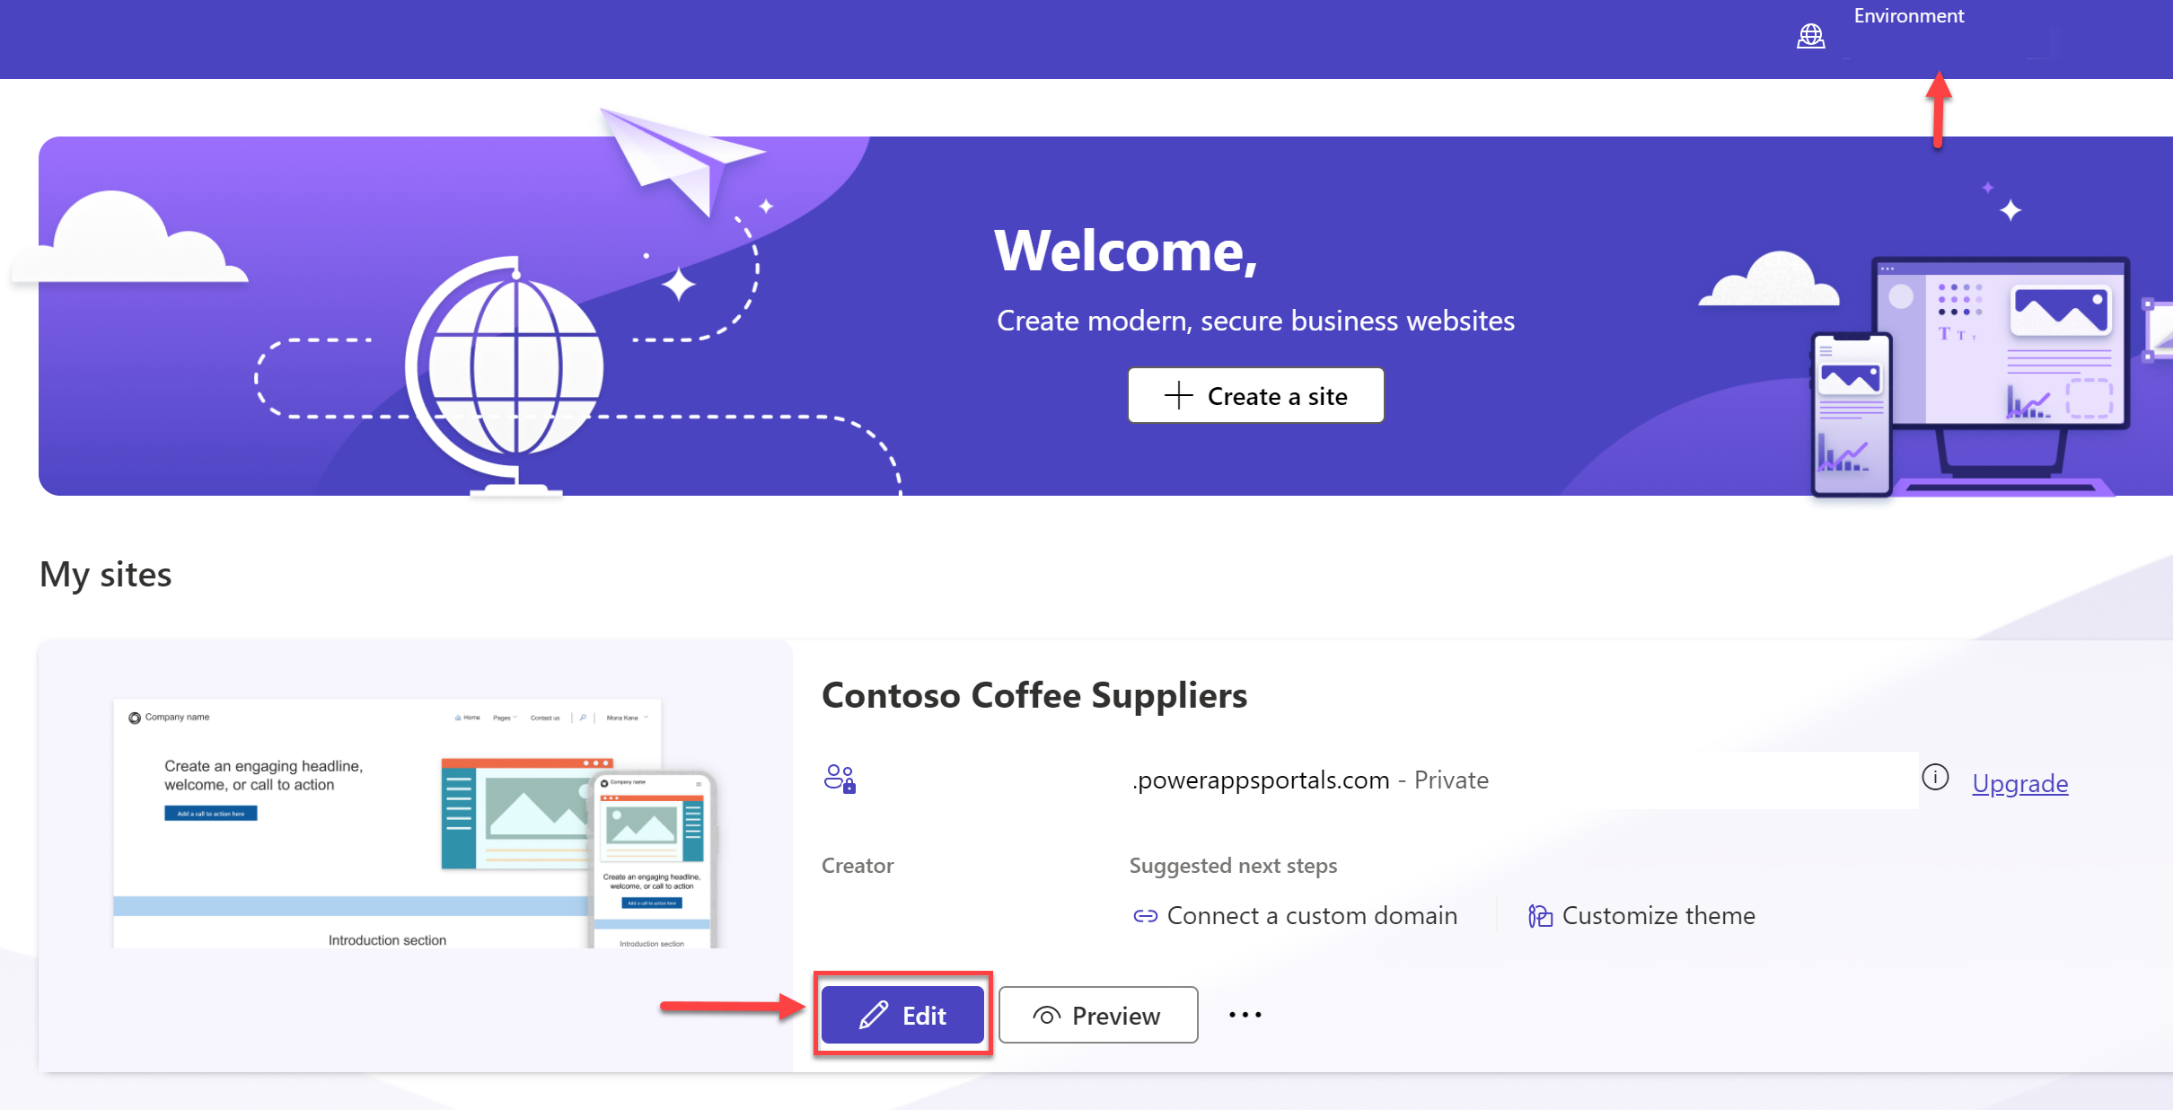 Environment
Welcome,
Create modern, secure business websites
Create a site
T T T
My sites
Company name
Home Pages Contact us Mona Kane
Create an engaging headline,
welcome, or call to action
Add a call to action here
Introduction section
Company name
Create an engaging headline,
welcome, or call to action
Add a call to action here
Introduction section
Contoso Coffee Suppliers
.powerappsportals.com - Private
Upgrade
Creator
Suggested next steps
Connect a custom domain
Customize theme
Edit
Preview